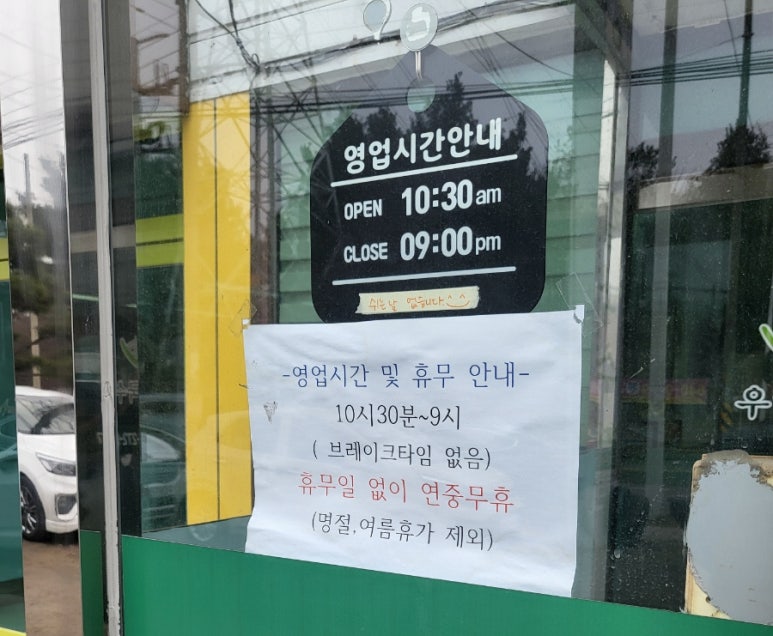 영업시간안내
OPEN 10:30am
CLOSE 09:00pm
쉬는날 없습니다^^
-영업시간 및 휴무 안내-
10시30분~9시
( 브레이크타임 없음)
휴무일 없이 연중무휴
(명절,여름휴가 제외)
우